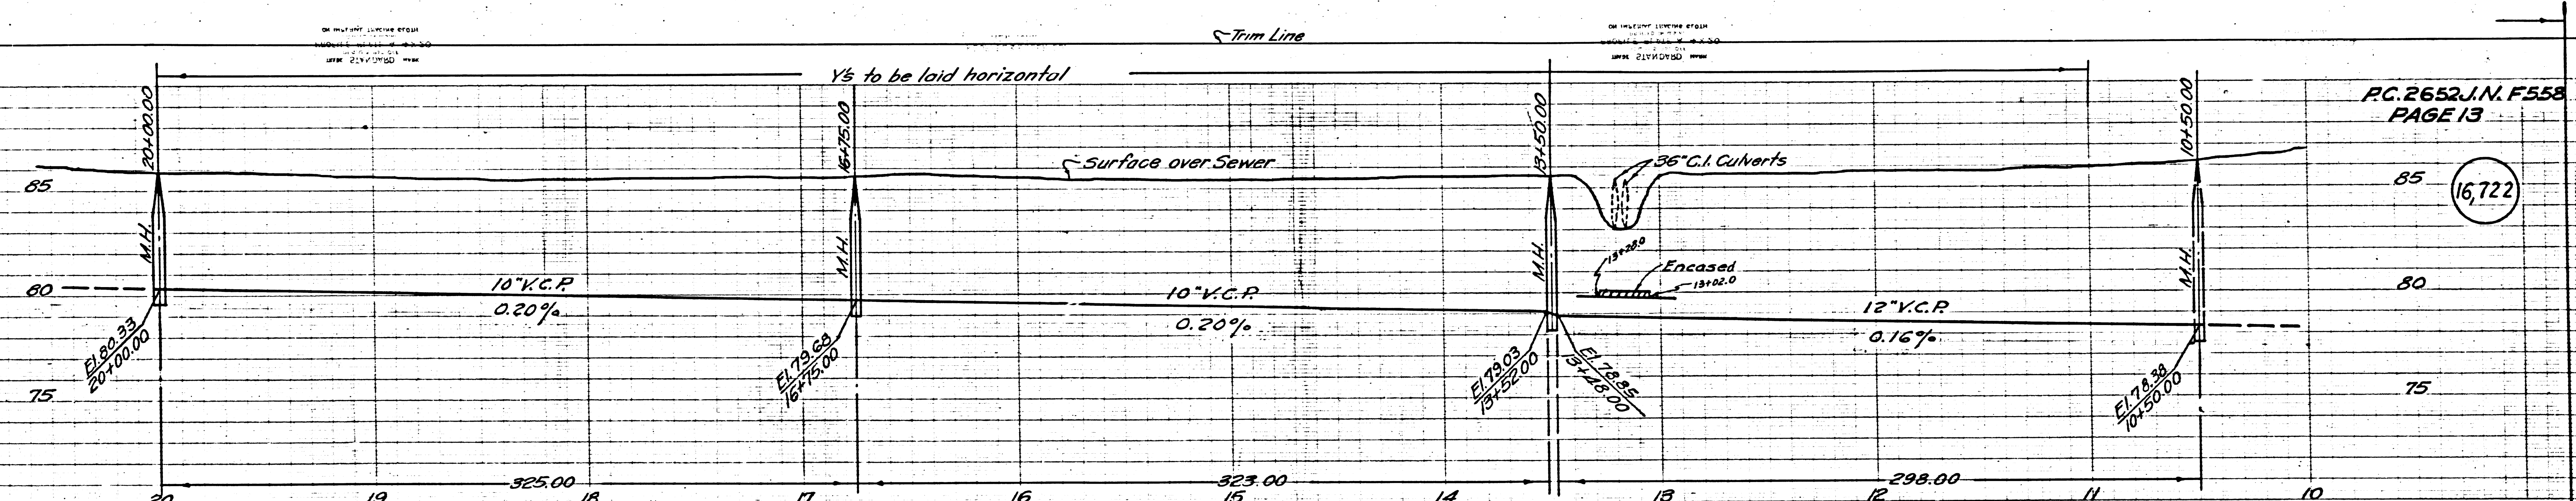 Trim Line
Y's to be laid horizontal
P.C. 2652 J.N. F558
PAGE 13
16,722
20+00.00
16+75.00
13+50.00
10+50.00
Surface over Sewer
36" C.I. Culverts
85
85
M.H.
M.H.
M.H.
M.H.
13+28.0
Encased
13+02.0
80
80
10" V.C.P.
0.20%
10" V.C.P.
0.20%
12" V.C.P.
0.16%
El. 80.33
20+00.00
El. 79.68
16+75.00
El. 79.03
13+52.00
El. 78.85
13+48.00
El. 78.38
10+50.00
75
75
325.00
323.00
298.00
20 19 18 17 16 15 14 13 12 11 10